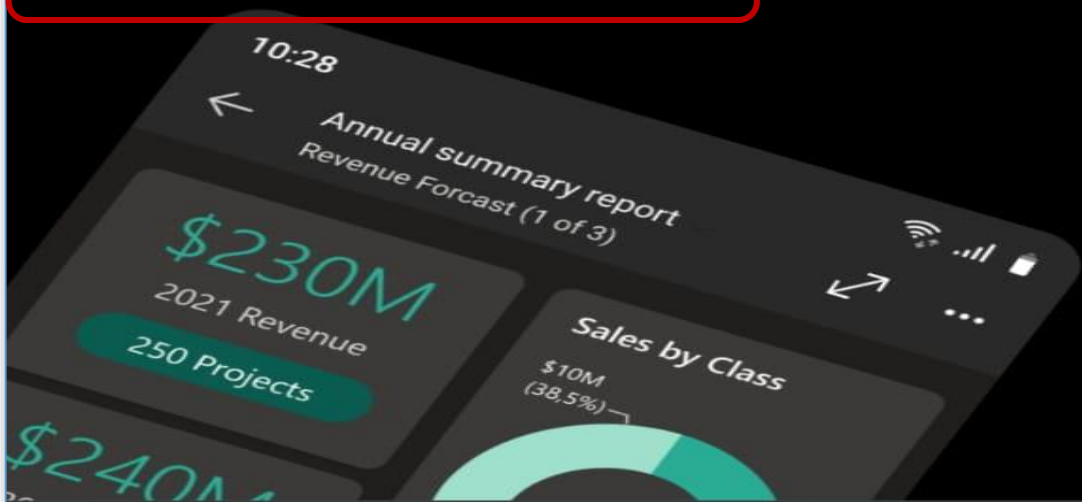 10:28
Annual summary report
Revenue Forcast (1 of 3)
$230M
2021 Revenue
250 Projects
Sales by Class
$10M
(38,5%)
$240M